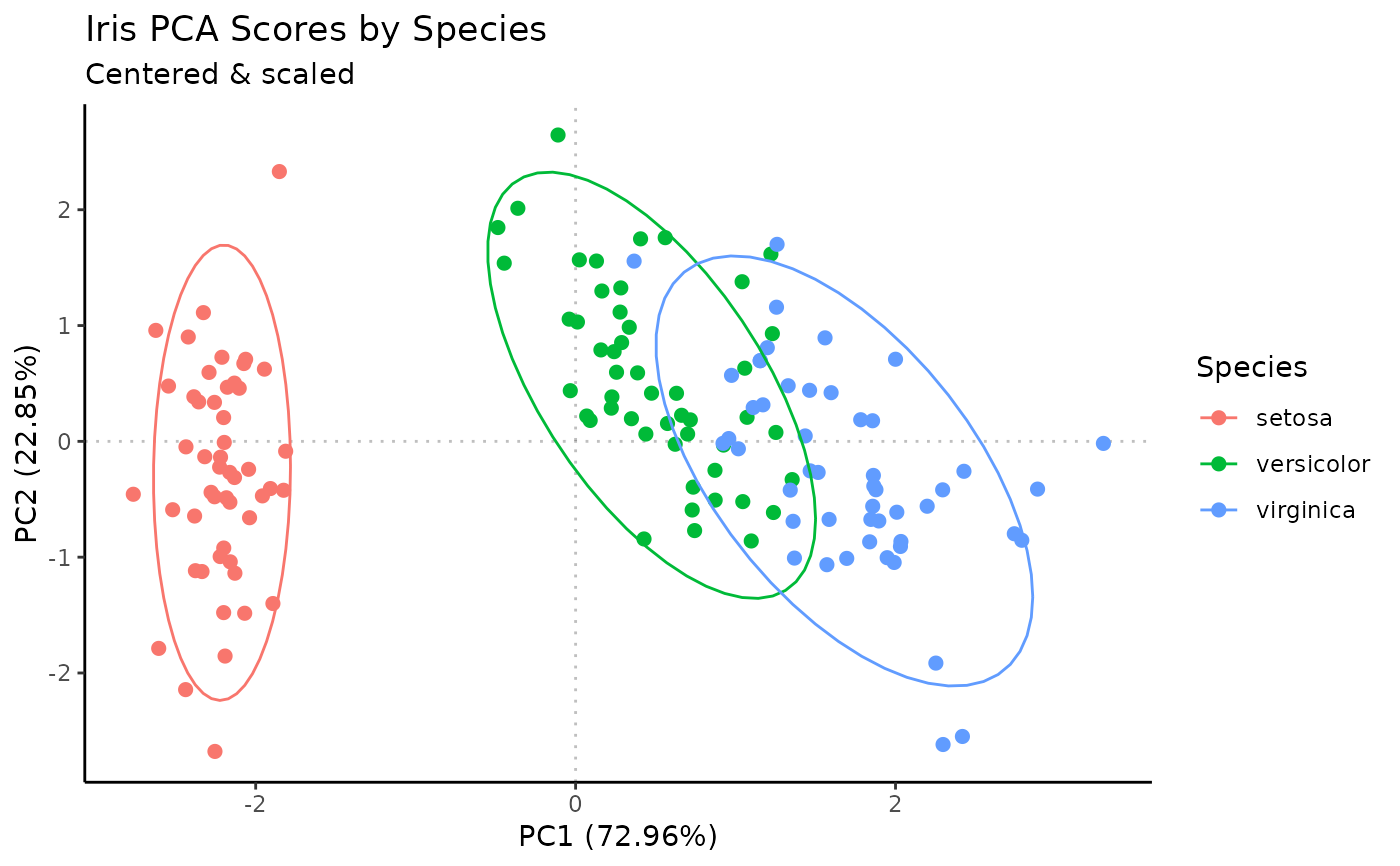 Iris PCA Scores by Species
Centered & scaled
PC2 (22.85%)
2
1
0
-1
-2
-2
0
2
PC1 (72.96%)
Species
setosa
versicolor
virginica